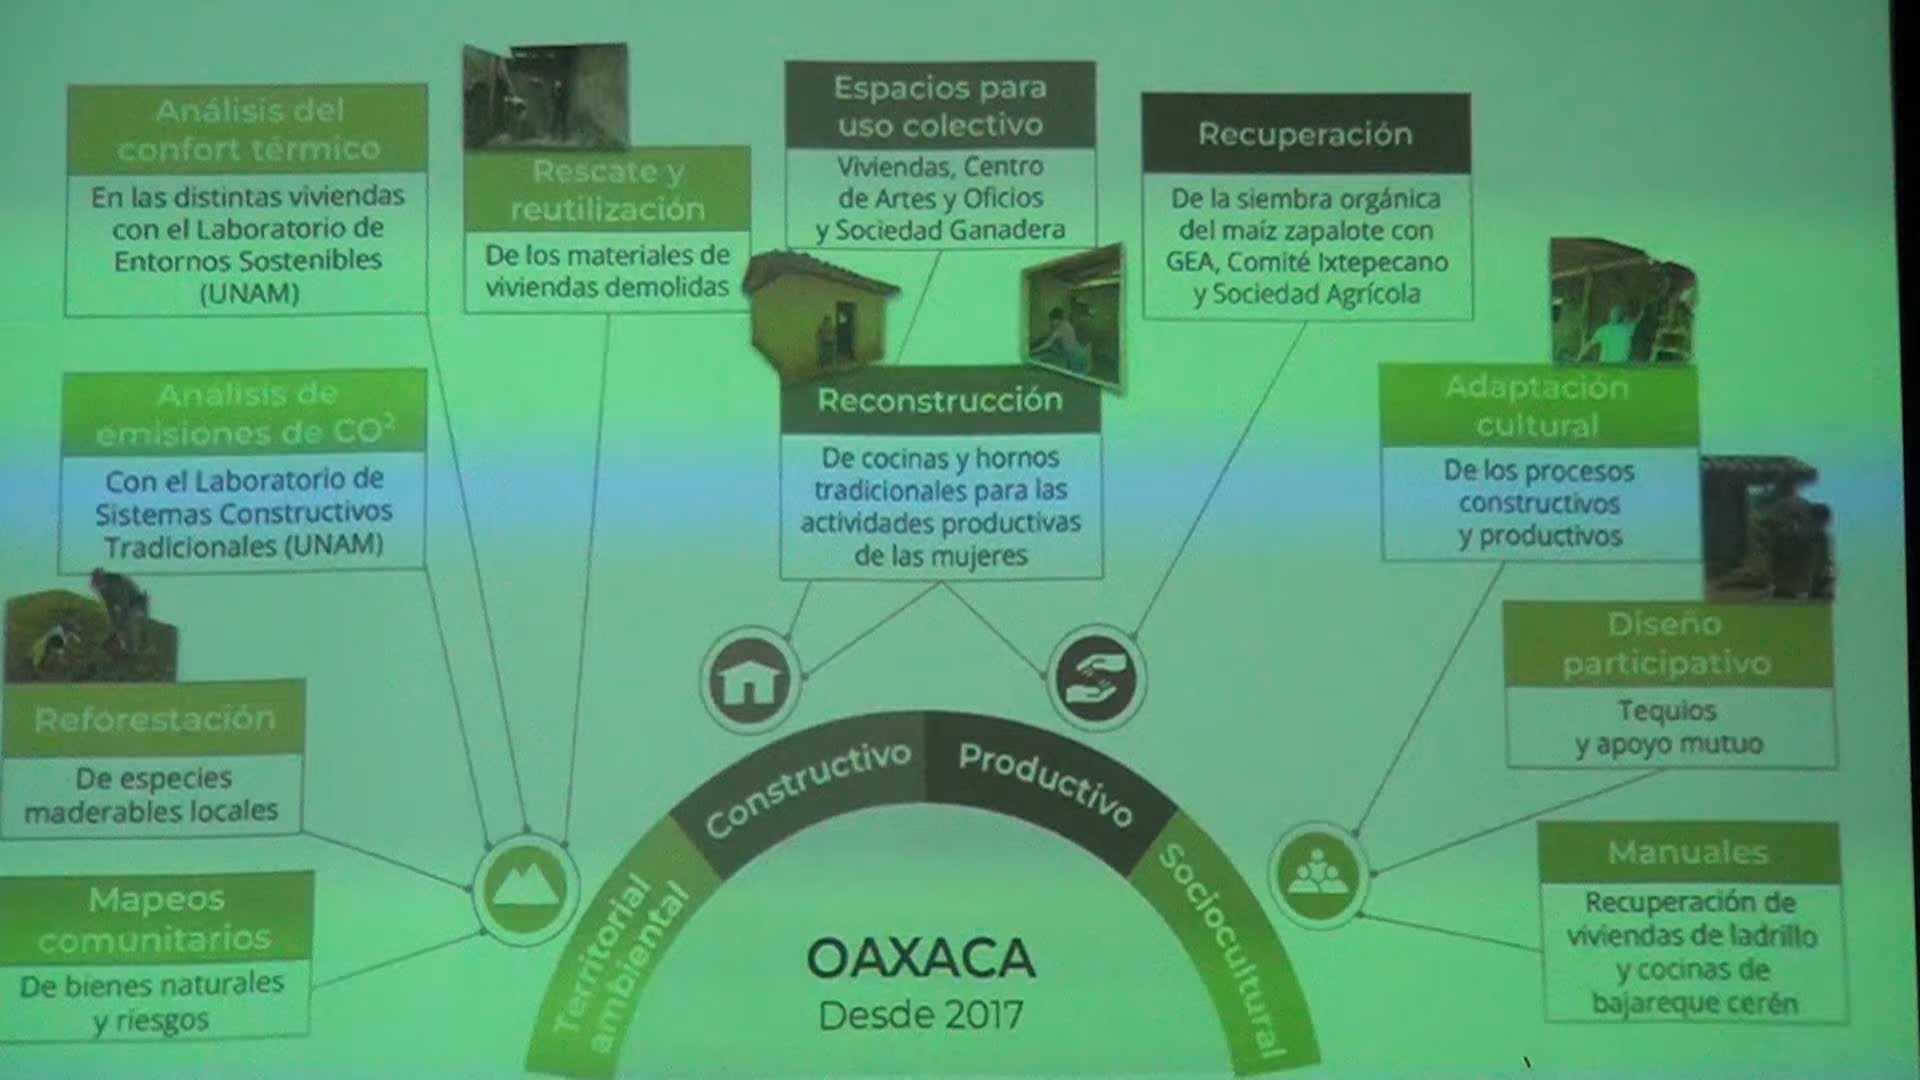 Análisis del
confort térmico
En las distintas viviendas
con el Laboratorio de
Entornos Sostenibles
(UNAM)
Rescate y
reutilización
De los materiales de
viviendas demolidas
Espacios para
uso colectivo
Viviendas, Centro
de Artes y Oficios
y Sociedad Ganadera
Recuperación
De la siembra orgánica
del maíz zapalote con
GEA, Comité Ixtepecano
y Sociedad Agrícola
Análisis de
emisiones de CO²
Con el Laboratorio de
Sistemas Constructivos
Tradicionales (UNAM)
Reconstrucción
De cocinas y hornos
tradicionales para las
actividades productivas
de las mujeres
Adaptación
cultural
De los procesos
constructivos
y productivos
Reforestación
De especies
maderables locales
Diseño
participativo
Tequios
y apoyo mutuo
Mapeos
comunitarios
De bienes naturales
y riesgos
Manuales
Recuperación de
viviendas de ladrillo
y cocinas de
bajareque cerén
Territorial
ambiental
Constructivo
Productivo
Sociocultural
OAXACA
Desde 2017